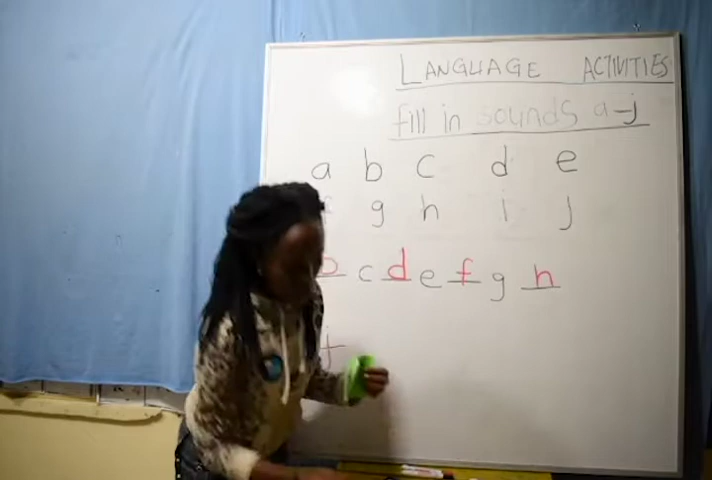 LANGUAGE ACTIVITIES
fill in sounds a-j
a b c d e
g h i j
b c d e f g h